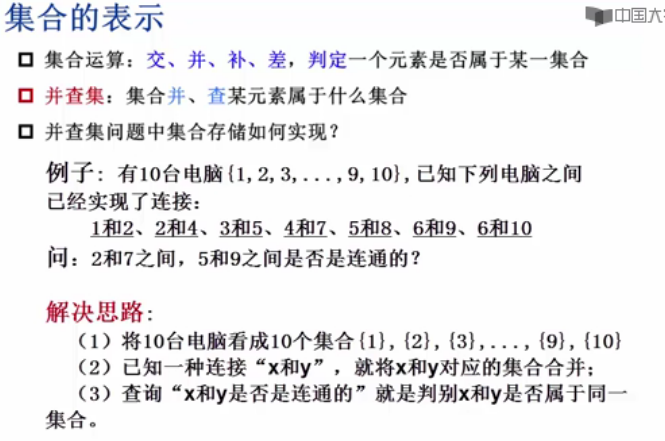 集合的表示
中国大
集合运算：交、并、补、差，判定一个元素是否属于某一集合
并查集：集合并、查某元素属于什么集合
并查集问题中集合存储如何实现？
例子：有10台电脑{1,2,3,...,9,10},已知下列电脑之间
已经实现了连接：
1和2、2和4、3和5、4和7、5和8、6和9、6和10
问：2和7之间，5和9之间是否是连通的？
解决思路：
（1）将10台电脑看成10个集合{1},{2},{3},...,{9},{10}
（2）已知一种连接“x和y”，就将x和y对应的集合合并；
（3）查询“x和y是否是连通的”就是判别x和y是否属于同一
集合。